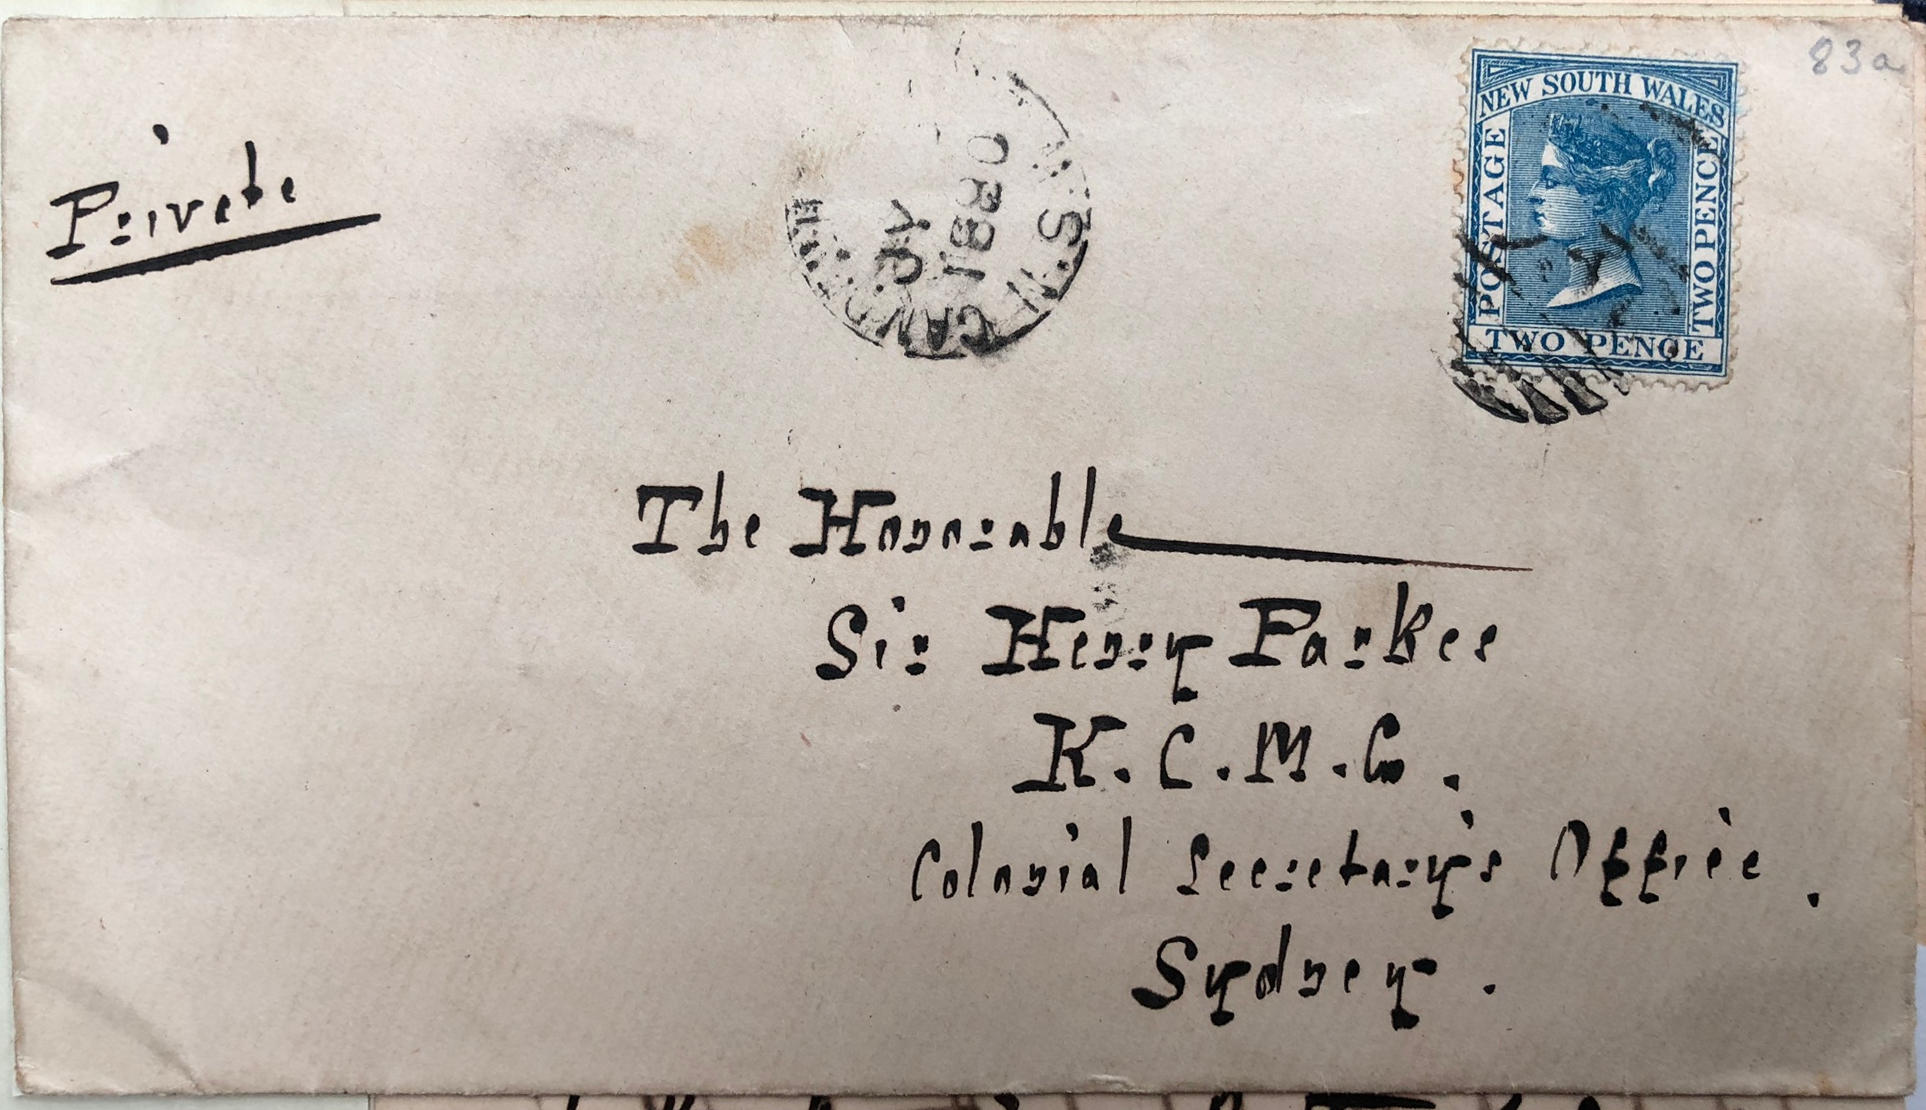 83a
NEW SOUTH WALES
POSTAGE
TWO PENCE
TWO PENCE
Private
The Honorable
Sir Henry Parkes
K.C.M.G.
Colonial Secretary's Office.
Sydney.